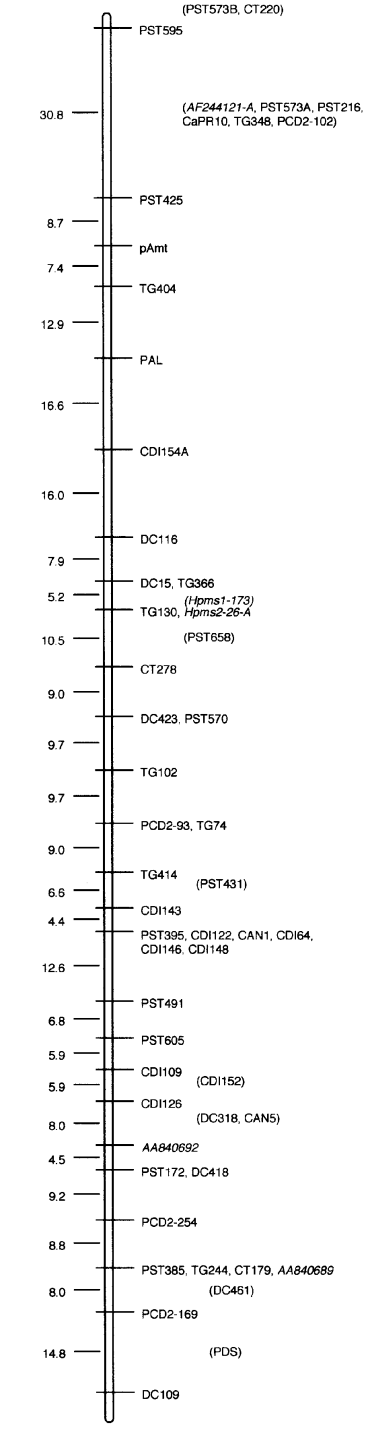 (PST573B, CT220)
PST595
30.8
(AF244121-A, PST573A, PST216,
CaPR10, TG348, PCD2-102)
PST425
8.7
pAmt
7.4
TG404
12.9
PAL
16.6
CDI154A
16.0
DC116
7.9
DC15, TG366
5.2
(Hpms1-173)
TG130, Hpms2-26-A
10.5
(PST658)
CT278
9.0
DC423, PST570
9.7
TG102
9.7
PCD2-93, TG74
9.0
TG414
(PST431)
6.6
CDI143
4.4
PST395, CDI122, CAN1, CDI64,
CDI146, CDI148
12.6
PST491
6.8
PST605
5.9
CDI109
(CDI152)
5.9
CDI126
(DC318, CAN5)
8.0
AA840692
4.5
PST172, DC418
9.2
PCD2-254
8.8
PST385, TG244, CT179, AA840689
8.0
(DC461)
PCD2-169
14.8
(PDS)
DC109